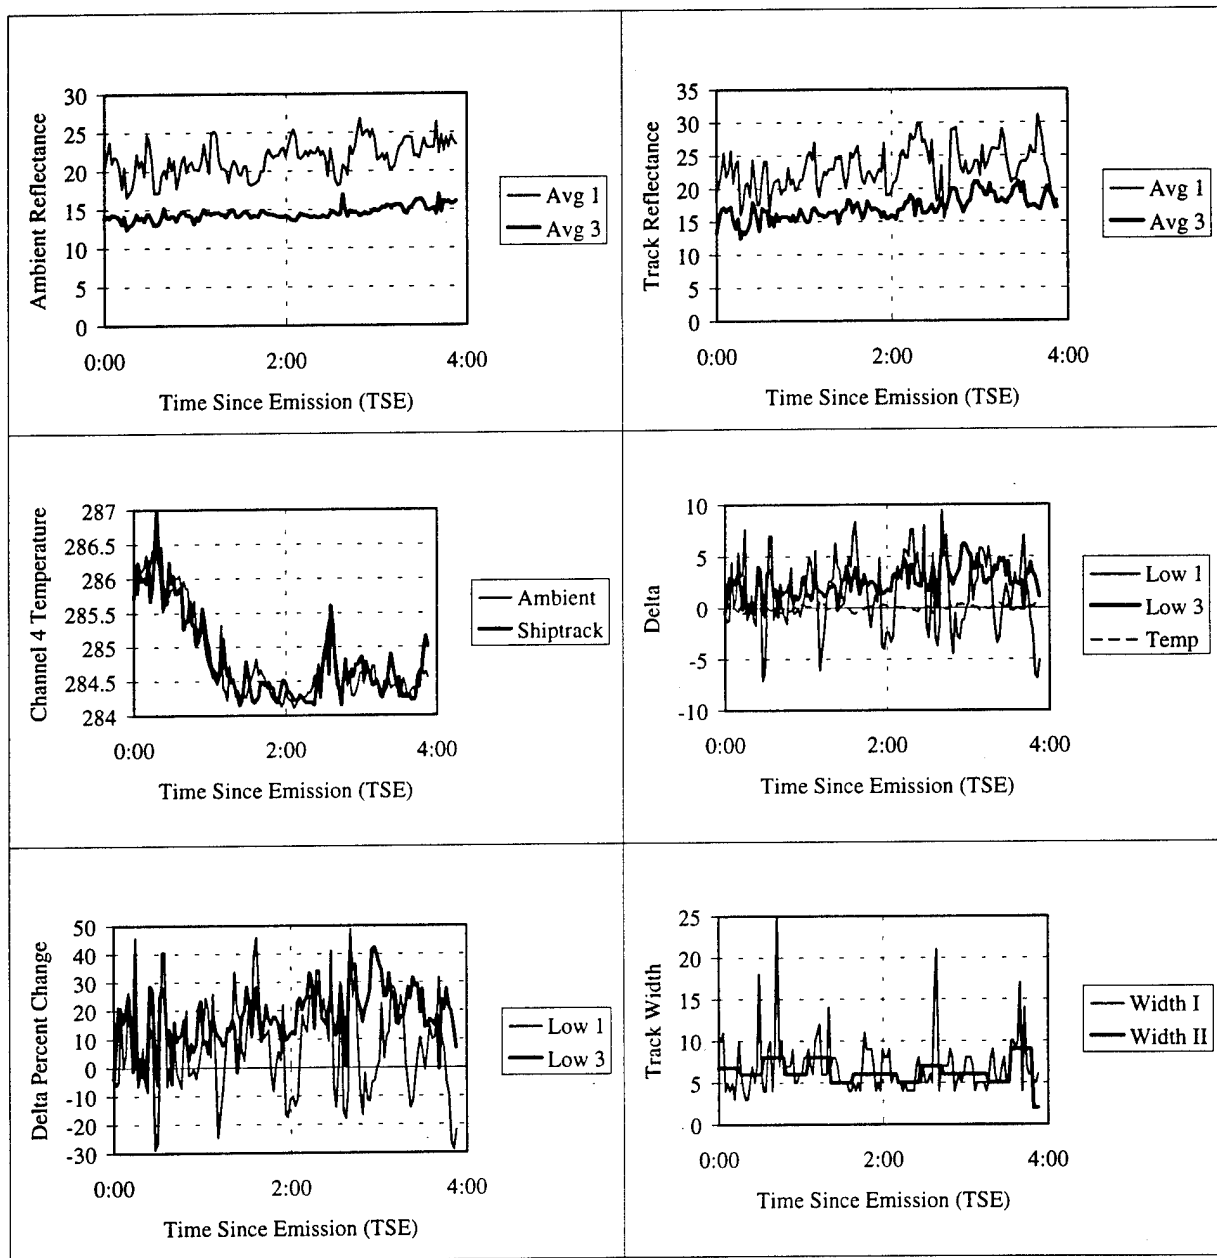 30
25
20
15
10
5
0
Ambient Reflectance
0:00 2:00 4:00
Time Since Emission (TSE)
Avg 1
Avg 3
35
30
25
20
15
10
5
0
Track Reflectance
0:00 2:00 4:00
Time Since Emission (TSE)
Avg 1
Avg 3
287
286.5
286
285.5
285
284.5
284
Channel 4 Temperature
0:00 2:00 4:00
Time Since Emission (TSE)
Ambient
Shiptrack
10
5
0
-5
-10
Delta
0:00 2:00 4:00
Time Since Emission (TSE)
Low 1
Low 3
Temp
50
40
30
20
10
0
-10
-20
-30
Delta Percent Change
0:00 2:00 4:00
Time Since Emission (TSE)
Low 1
Low 3
25
20
15
10
5
0
Track Width
0:00 2:00 4:00
Time Since Emission (TSE)
Width I
Width II